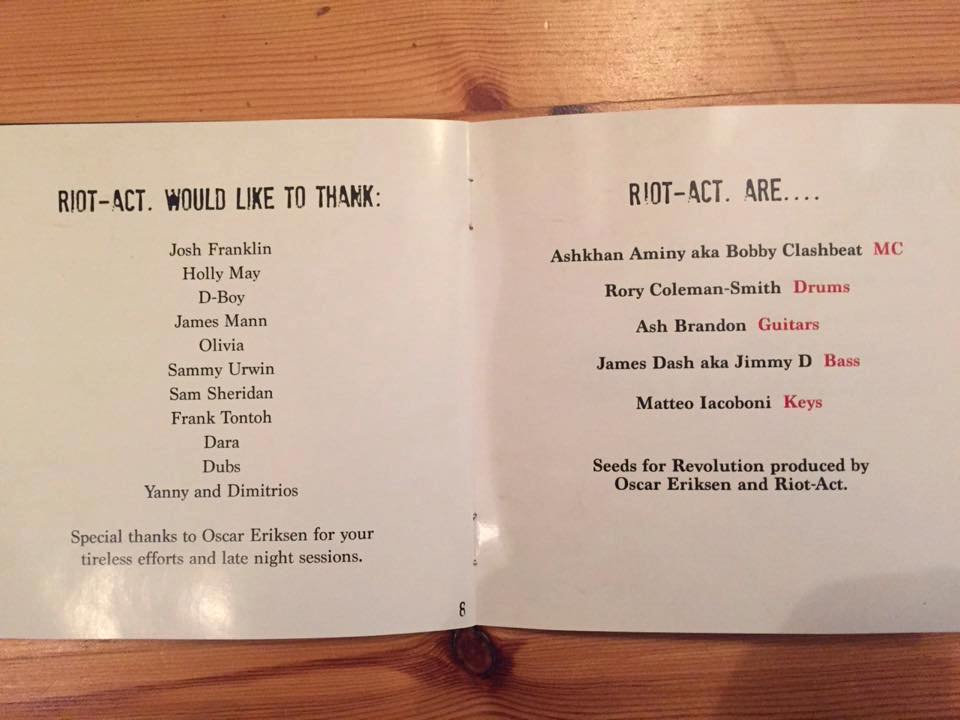 RIOT-ACT. WOULD LIKE TO THANK:
Josh Franklin
Holly May
D-Boy
James Mann
Olivia
Sammy Urwin
Sam Sheridan
Frank Tontoh
Dara
Dubs
Yanny and Dimitrios
Special thanks to Oscar Eriksen for your
tireless efforts and late night sessions.
8
RIOT-ACT. ARE....
Ashkhan Aminy aka Bobby Clashbeat MC
Rory Coleman-Smith Drums
Ash Brandon Guitars
James Dash aka Jimmy D Bass
Matteo Iacoboni Keys
Seeds for Revolution produced by
Oscar Eriksen and Riot-Act.